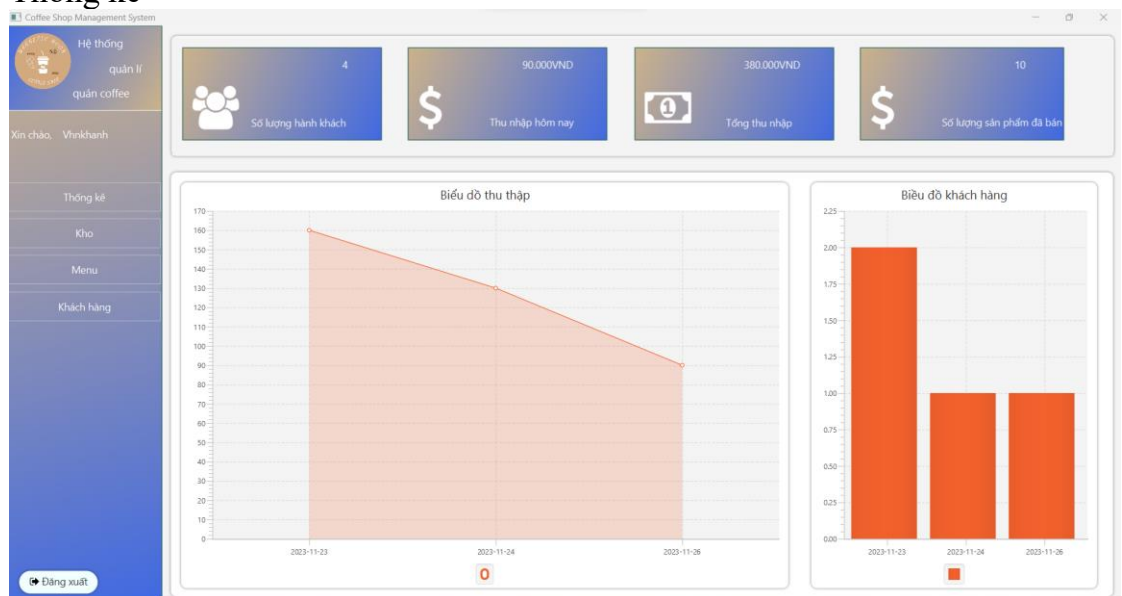 Thống kê
Coffee Shop Management System
Hệ thống
quản lí
quán coffee
Xin chào, Vhnkhanh
Thống kê
Kho
Menu
Khách hàng
Đăng xuất
4
Số lượng hành khách
90.000VND
Thu nhập hôm nay
380.000VND
Tổng thu nhập
10
Số lượng sản phẩm đã bán
Biểu dồ thu thập
170
160
150
140
130
120
110
100
90
80
70
60
50
40
30
20
10
0
2023-11-23
2023-11-24
2023-11-26
Biều đồ khách hàng
2.25
2.00
1.75
1.50
1.25
1.00
0.75
0.50
0.25
0.00
2023-11-23
2023-11-24
2023-11-26